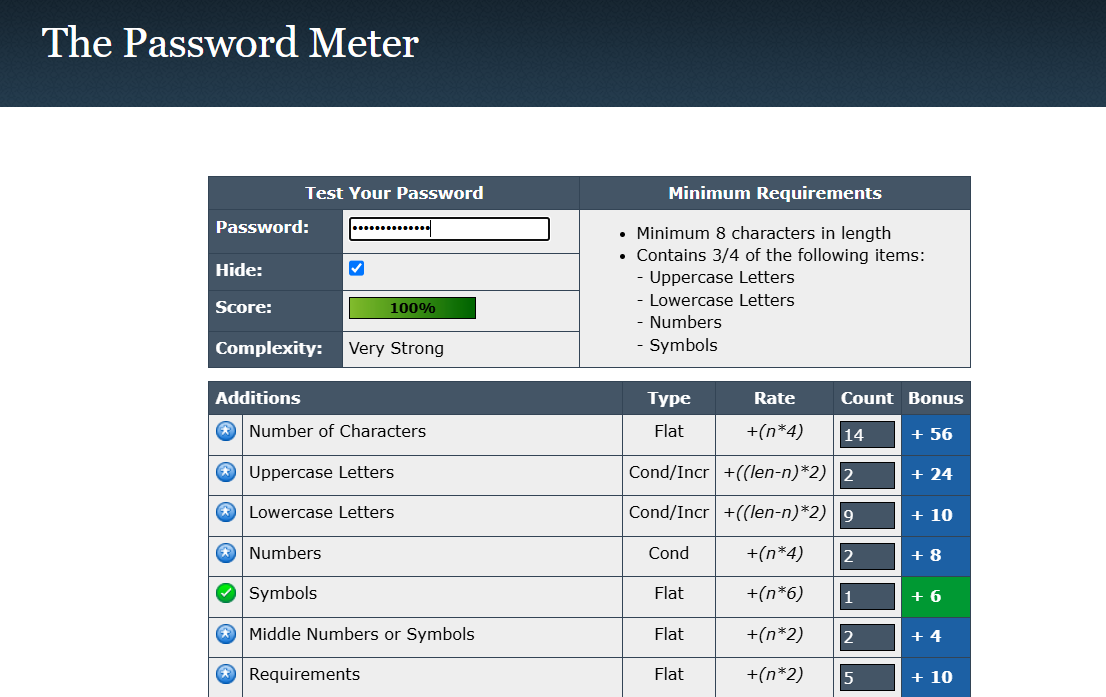 The Password Meter
Test Your Password
Minimum Requirements
Password:
••••••••••••••
Hide:
Score:
100%
Complexity:
Very Strong
• Minimum 8 characters in length
• Contains 3/4 of the following items:
- Uppercase Letters
- Lowercase Letters
- Numbers
- Symbols
Additions Type Rate Count Bonus
Number of Characters Flat +(n*4) 14 + 56
Uppercase Letters Cond/Incr +((len-n)*2) 2 + 24
Lowercase Letters Cond/Incr +((len-n)*2) 9 + 10
Numbers Cond +(n*4) 2 + 8
Symbols Flat +(n*6) 1 + 6
Middle Numbers or Symbols Flat +(n*2) 2 + 4
Requirements Flat +(n*2) 5 + 10